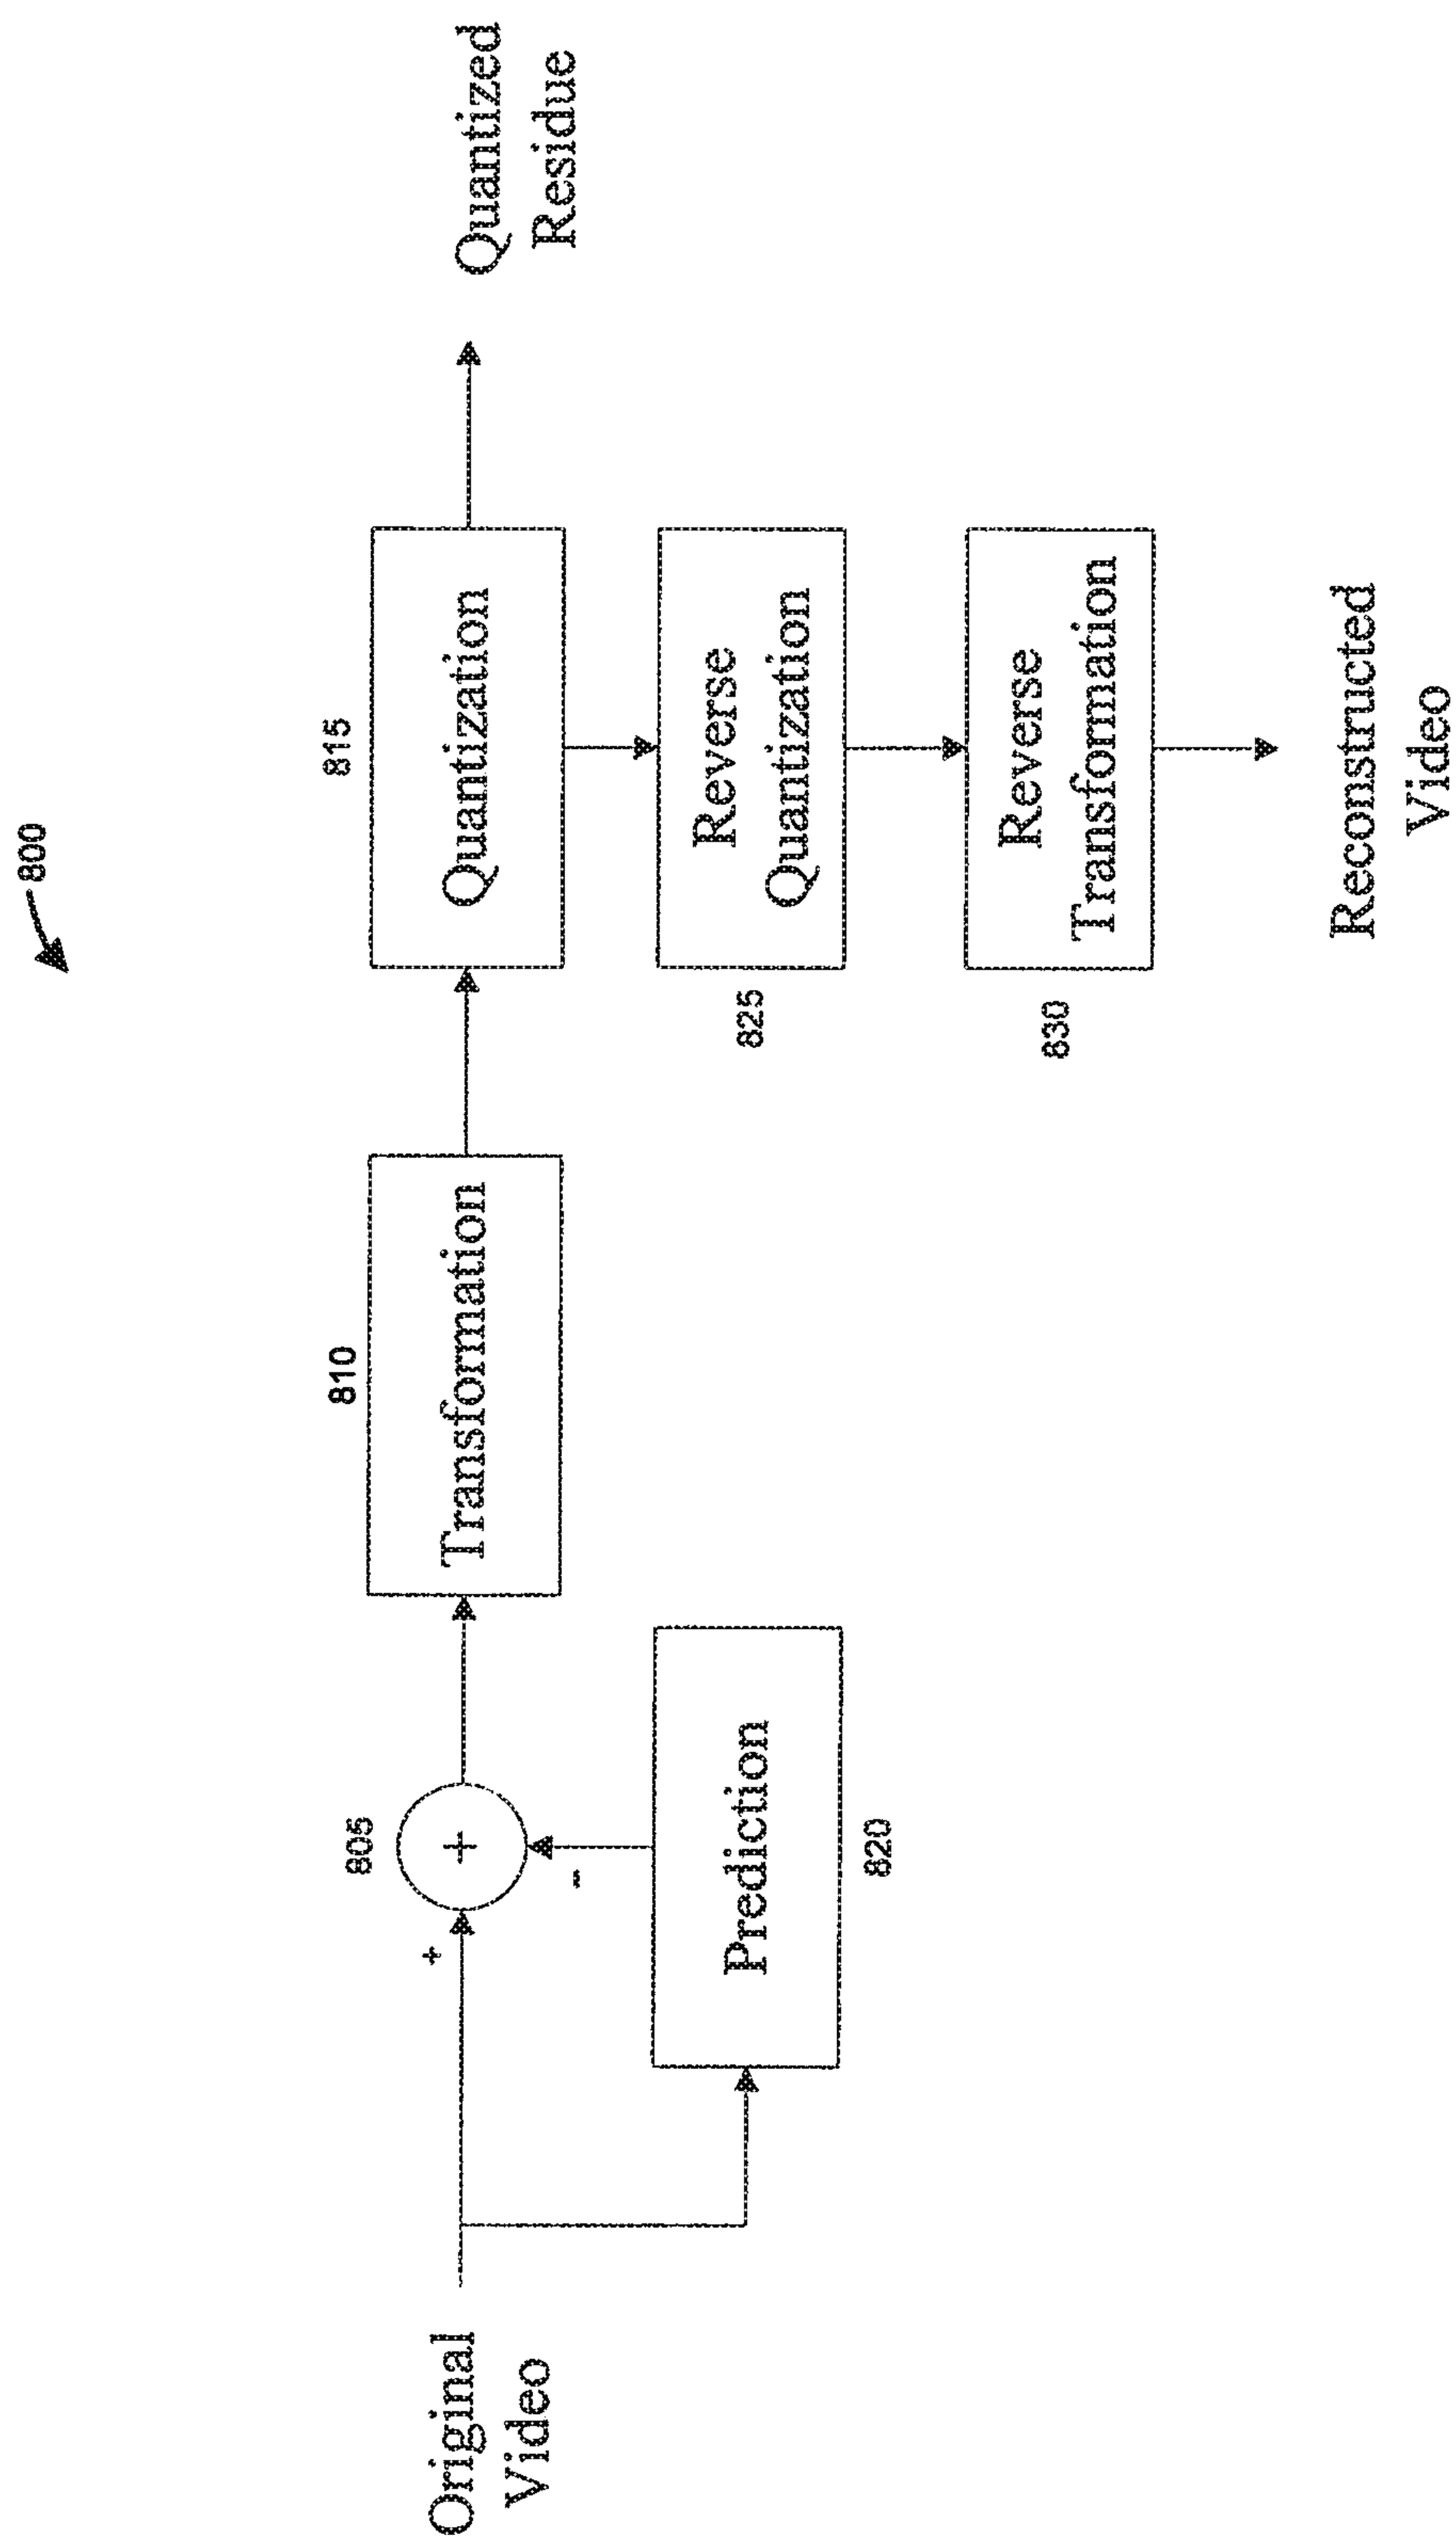 800
Original
Video
+
805
+
-
Prediction
820
810
Transformation
815
Quantization
Quantized
Residue
825
Reverse
Quantization
830
Reverse
Transformation
Reconstructed
Video